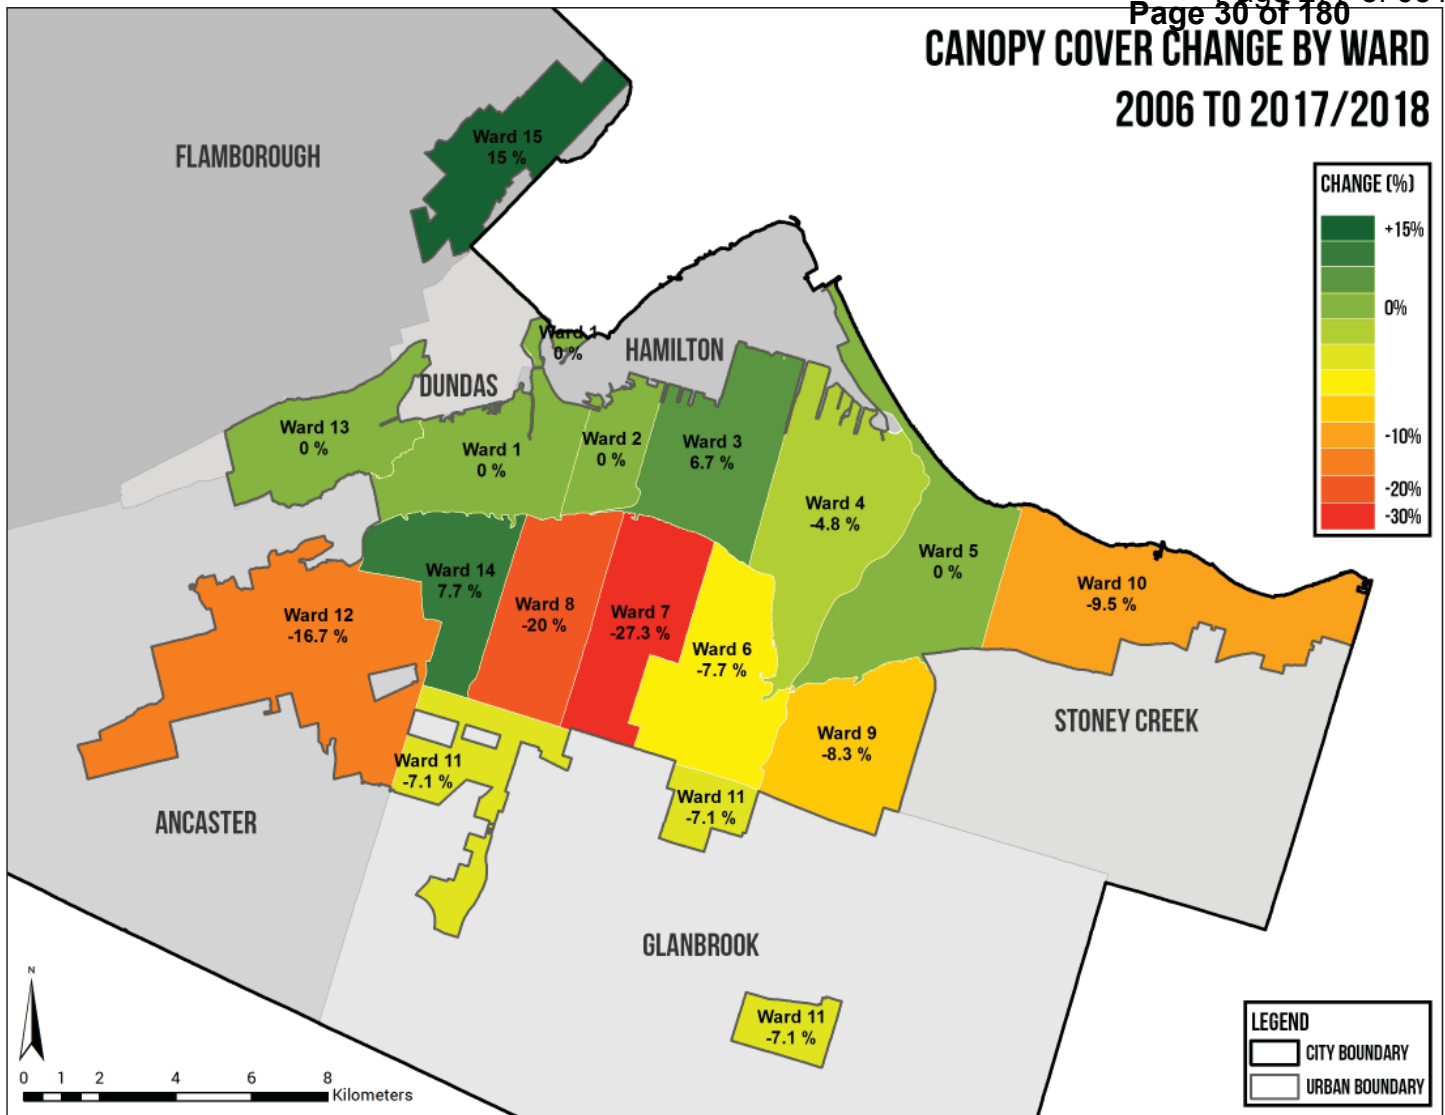 Page 30 of 180
CANOPY COVER CHANGE BY WARD
2006 TO 2017/2018
CHANGE (%)
+15%
0%
-10%
-20%
-30%
FLAMBOROUGH
Ward 15
15 %
Ward 1
0 %
HAMILTON
DUNDAS
Ward 13
0 %
Ward 1
0 %
Ward 2
0 %
Ward 3
6.7 %
Ward 4
-4.8 %
Ward 5
0 %
Ward 10
-9.5 %
Ward 14
7.7 %
Ward 8
-20 %
Ward 7
-27.3 %
Ward 6
-7.7 %
Ward 12
-16.7 %
Ward 9
-8.3 %
STONEY CREEK
Ward 11
-7.1 %
Ward 11
-7.1 %
ANCASTER
GLANBROOK
Ward 11
-7.1 %
N
0 1 2 4 6 8
Kilometers
LEGEND
CITY BOUNDARY
URBAN BOUNDARY